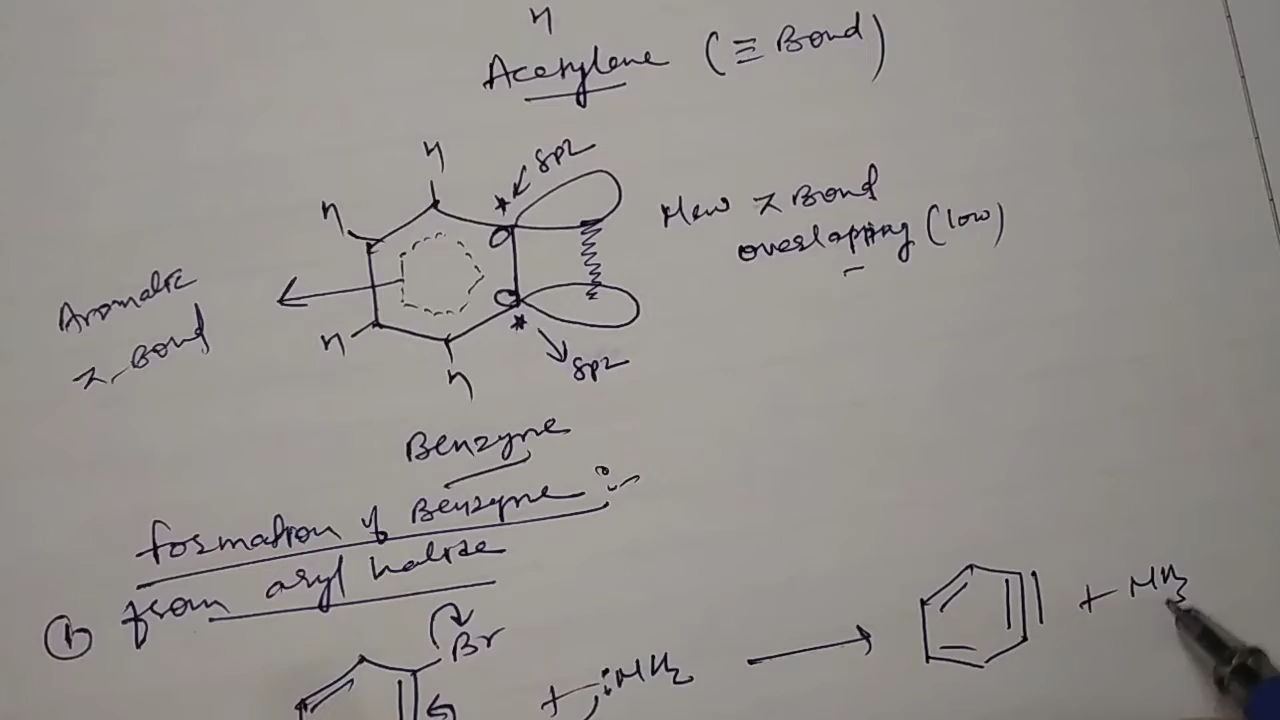 H
Acetylene (≡ Bond)
H
sp2
H
New π Bond
overlapping (low)
Aromatic
π-Bond
H
sp2
H
Benzyne
formation of Benzyne :-
① from aryl halide
Br
+ :NH2
+ NH3